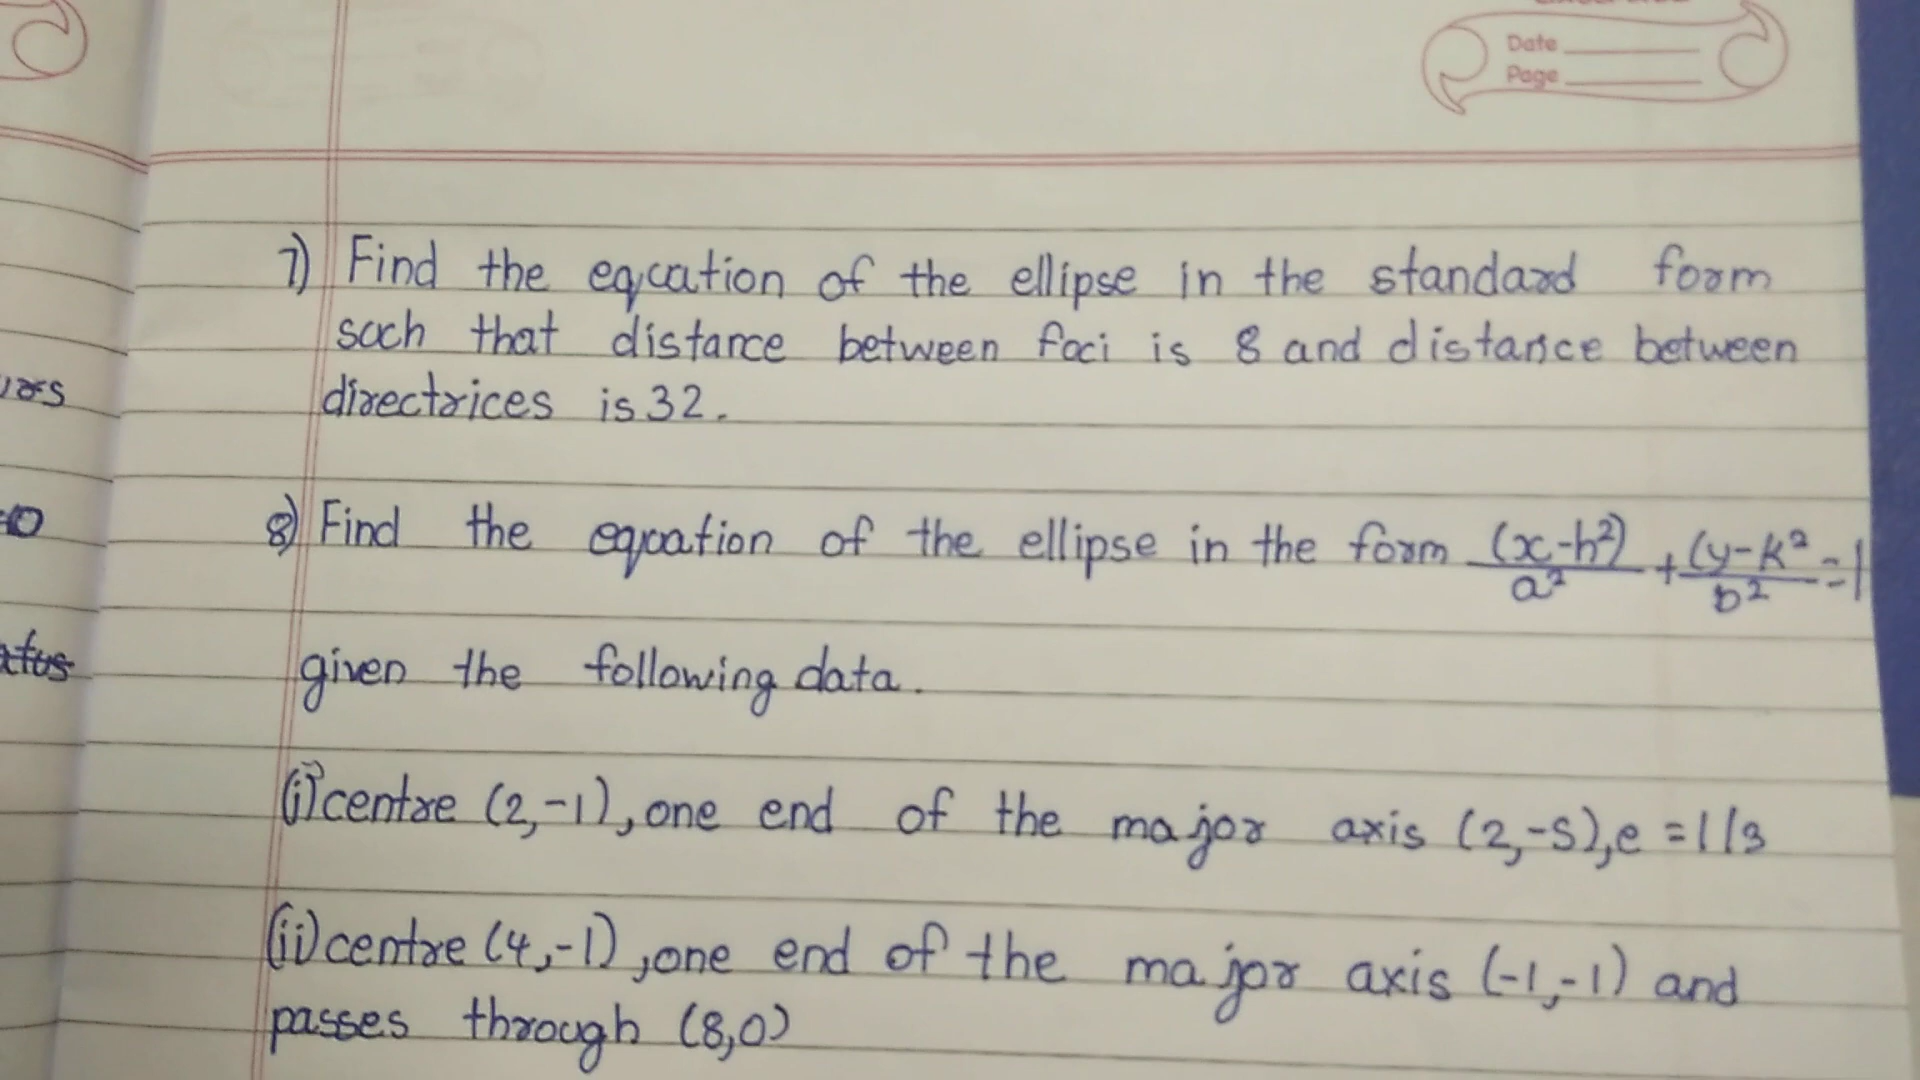 Date
Page
7) Find the equation of the ellipse in the standard form
such that distance between foci is 8 and distance between
directrices is 32.
8) Find the equation of the ellipse in the form (x-h²)/a² + (y-k²/b² = 1
given the following data.
(i) centre (2,-1), one end of the major axis (2,-5), e = 1/3
(ii) centre (4,-1), one end of the major axis (-1,-1) and
passes through (8,0)